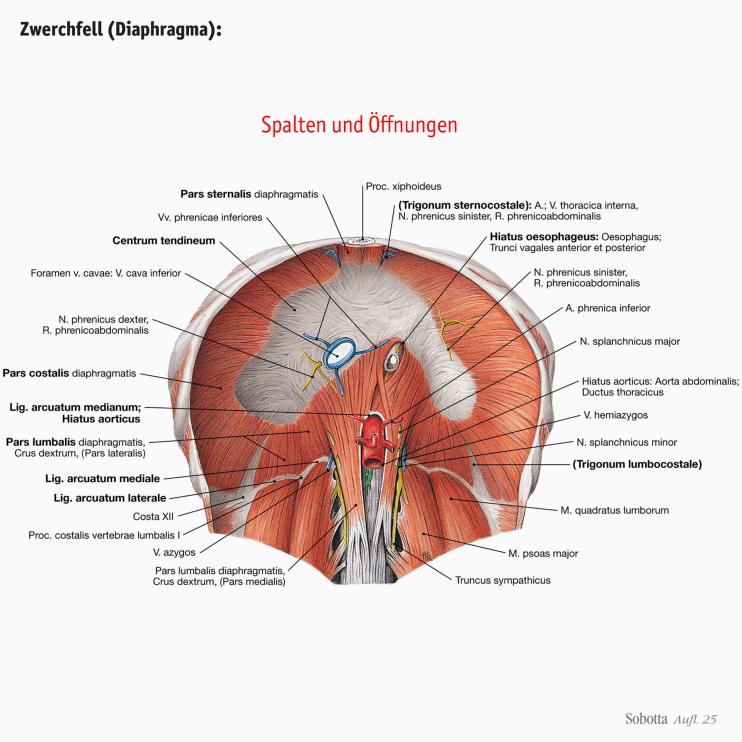 Zwerchfell (Diaphragma):
Spalten und Öffnungen
Proc. xiphoideus
Pars sternalis diaphragmatis
Vv. phrenicae inferiores
Centrum tendineum
Foramen v. cavae: V. cava inferior
N. phrenicus dexter,
R. phrenicoabdominalis
Pars costalis diaphragmatis
Lig. arcuatum medianum;
Hiatus aorticus
Pars lumbalis diaphragmatis,
Crus dextrum, (Pars lateralis)
Lig. arcuatum mediale
Lig. arcuatum laterale
Costa XII
Proc. costalis vertebrae lumbalis I
V. azygos
Pars lumbalis diaphragmatis,
Crus dextrum, (Pars medialis)
(Trigonum sternocostale): A.; V. thoracica interna,
N. phrenicus sinister, R. phrenicoabdominalis
Hiatus oesophageus: Oesophagus;
Trunci vagales anterior et posterior
N. phrenicus sinister,
R. phrenicoabdominalis
A. phrenica inferior
N. splanchnicus major
Hiatus aorticus: Aorta abdominalis;
Ductus thoracicus
V. hemiazygos
N. splanchnicus minor
(Trigonum lumbocostale)
M. quadratus lumborum
M. psoas major
Truncus sympathicus
Sobotta Aufl. 25